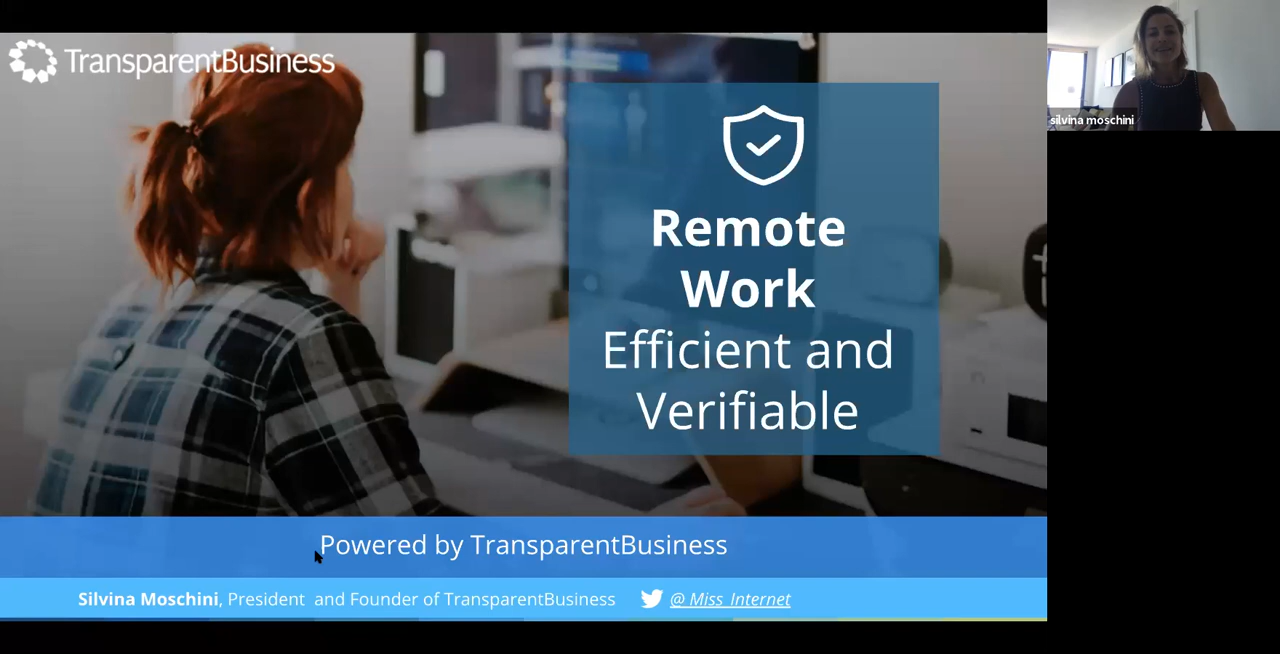 TransparentBusiness
silvina moschini
Remote
Work
Efficient and
Verifiable
Powered by TransparentBusiness
Silvina Moschini, President and Founder of TransparentBusiness @ Miss_Internet